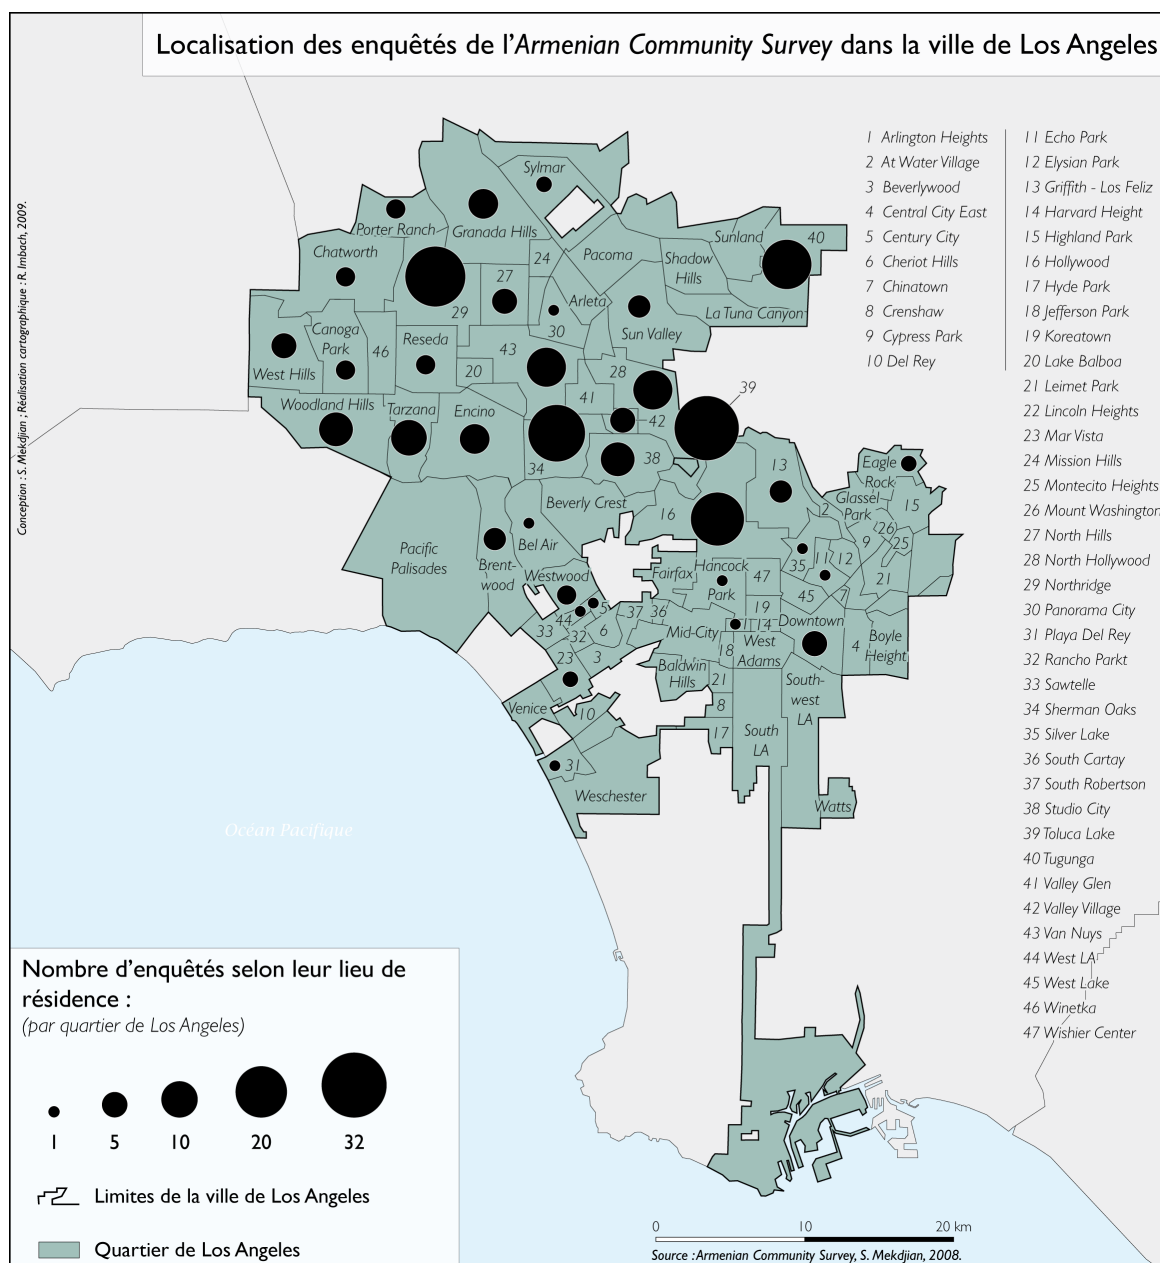 Localisation des enquêtés de l’Armenian Community Survey dans la ville de Los Angeles
Conception : S. Mekdjian ; Réalisation cartographique : R. Imbach, 2009.
1 Arlington Heights
2 At Water Village
3 Beverlywood
4 Central City East
5 Century City
6 Cheriot Hills
7 Chinatown
8 Crenshaw
9 Cypress Park
10 Del Rey
11 Echo Park
12 Elysian Park
13 Griffith - Los Feliz
14 Harvard Height
15 Highland Park
16 Hollywood
17 Hyde Park
18 Jefferson Park
19 Koreatown
20 Lake Balboa
21 Leimet Park
22 Lincoln Heights
23 Mar Vista
24 Mission Hills
25 Montecito Heights
26 Mount Washington
27 North Hills
28 North Hollywood
29 Northridge
30 Panorama City
31 Playa Del Rey
32 Rancho Parkt
33 Sawtelle
34 Sherman Oaks
35 Silver Lake
36 South Cartay
37 South Robertson
38 Studio City
39 Toluca Lake
40 Tugunga
41 Valley Glen
42 Valley Village
43 Van Nuys
44 West LA
45 West Lake
46 Winetka
47 Wishier Center
Sylmar
Porter Ranch
Granada Hills
Chatworth
24
Pacoma
Shadow
Hills
Sunland
40
27
29
Arleta
30
Sun Valley
La Tuna Canyon
Canoga
Park
46
Reseda
43
20
28
West Hills
41
39
Woodland Hills
Tarzana
Encino
42
34
38
13
Eagle
Rock
Glassel
Park
15
Beverly Crest
16
2
26
9
25
Pacific
Palisades
Brent-
wood
Bel Air
Westwood
Fairfax
Hancock
Park
47
35
11
12
21
45
7
5
44
37
36
19
33
32
6
Mid-City
1
14
Downtown
4
Boyle
Height
18
West
Adams
23
3
Baldwin
Hills
21
South-
west
LA
Venice
10
8
17
South
LA
31
Weschester
Watts
Ocean Pacifique
Nombre d’enquêtés selon leur lieu de
résidence :
(par quartier de Los Angeles)
1 5 10 20 32
Limites de la ville de Los Angeles
Quartier de Los Angeles
0 10 20 km
Source : Armenian Community Survey, S. Mekdjian, 2008.